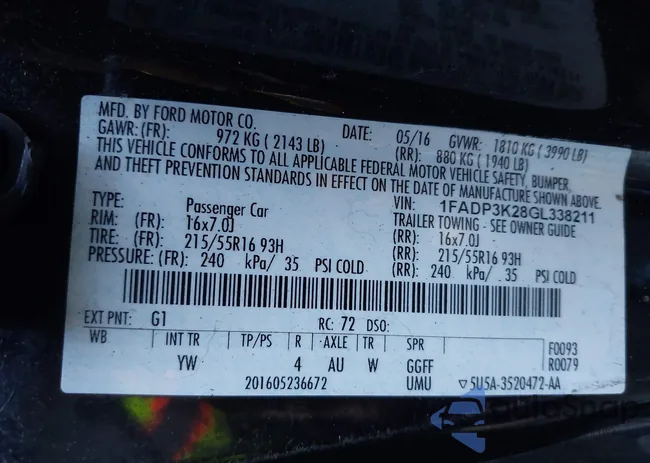 MFD. BY FORD MOTOR CO. DATE: 05/16 GVWR: 1810 KG ( 3990 LB)
GAWR: (FR): 972 KG ( 2143 LB) (RR): 880 KG ( 1940 LB)
THIS VEHICLE CONFORMS TO ALL APPLICABLE FEDERAL MOTOR VEHICLE SAFETY, BUMPER,
AND THEFT PREVENTION STANDARDS IN EFFECT ON THE DATE OF MANUFACTURE SHOWN ABOVE.
VIN: 1FADP3K28GL338211
TYPE: Passenger Car TRAILER TOWING - SEE OWNER GUIDE
RIM: (FR): 16x7.0J (RR): 16x7.0J
TIRE: (FR): 215/55R16 93H (RR): 215/55R16 93H
PRESSURE: (FR): 240 kPa/ 35 PSI COLD (RR): 240 kPa/ 35 PSI COLD
EXT PNT: G1 RC: 72 DSO:
WB INT TR TP/PS R AXLE TR SPR F0093
YW 4 AU W GGFF R0079
201605236672 UMU ▽5U5A-3520472-AA
AutoSnap